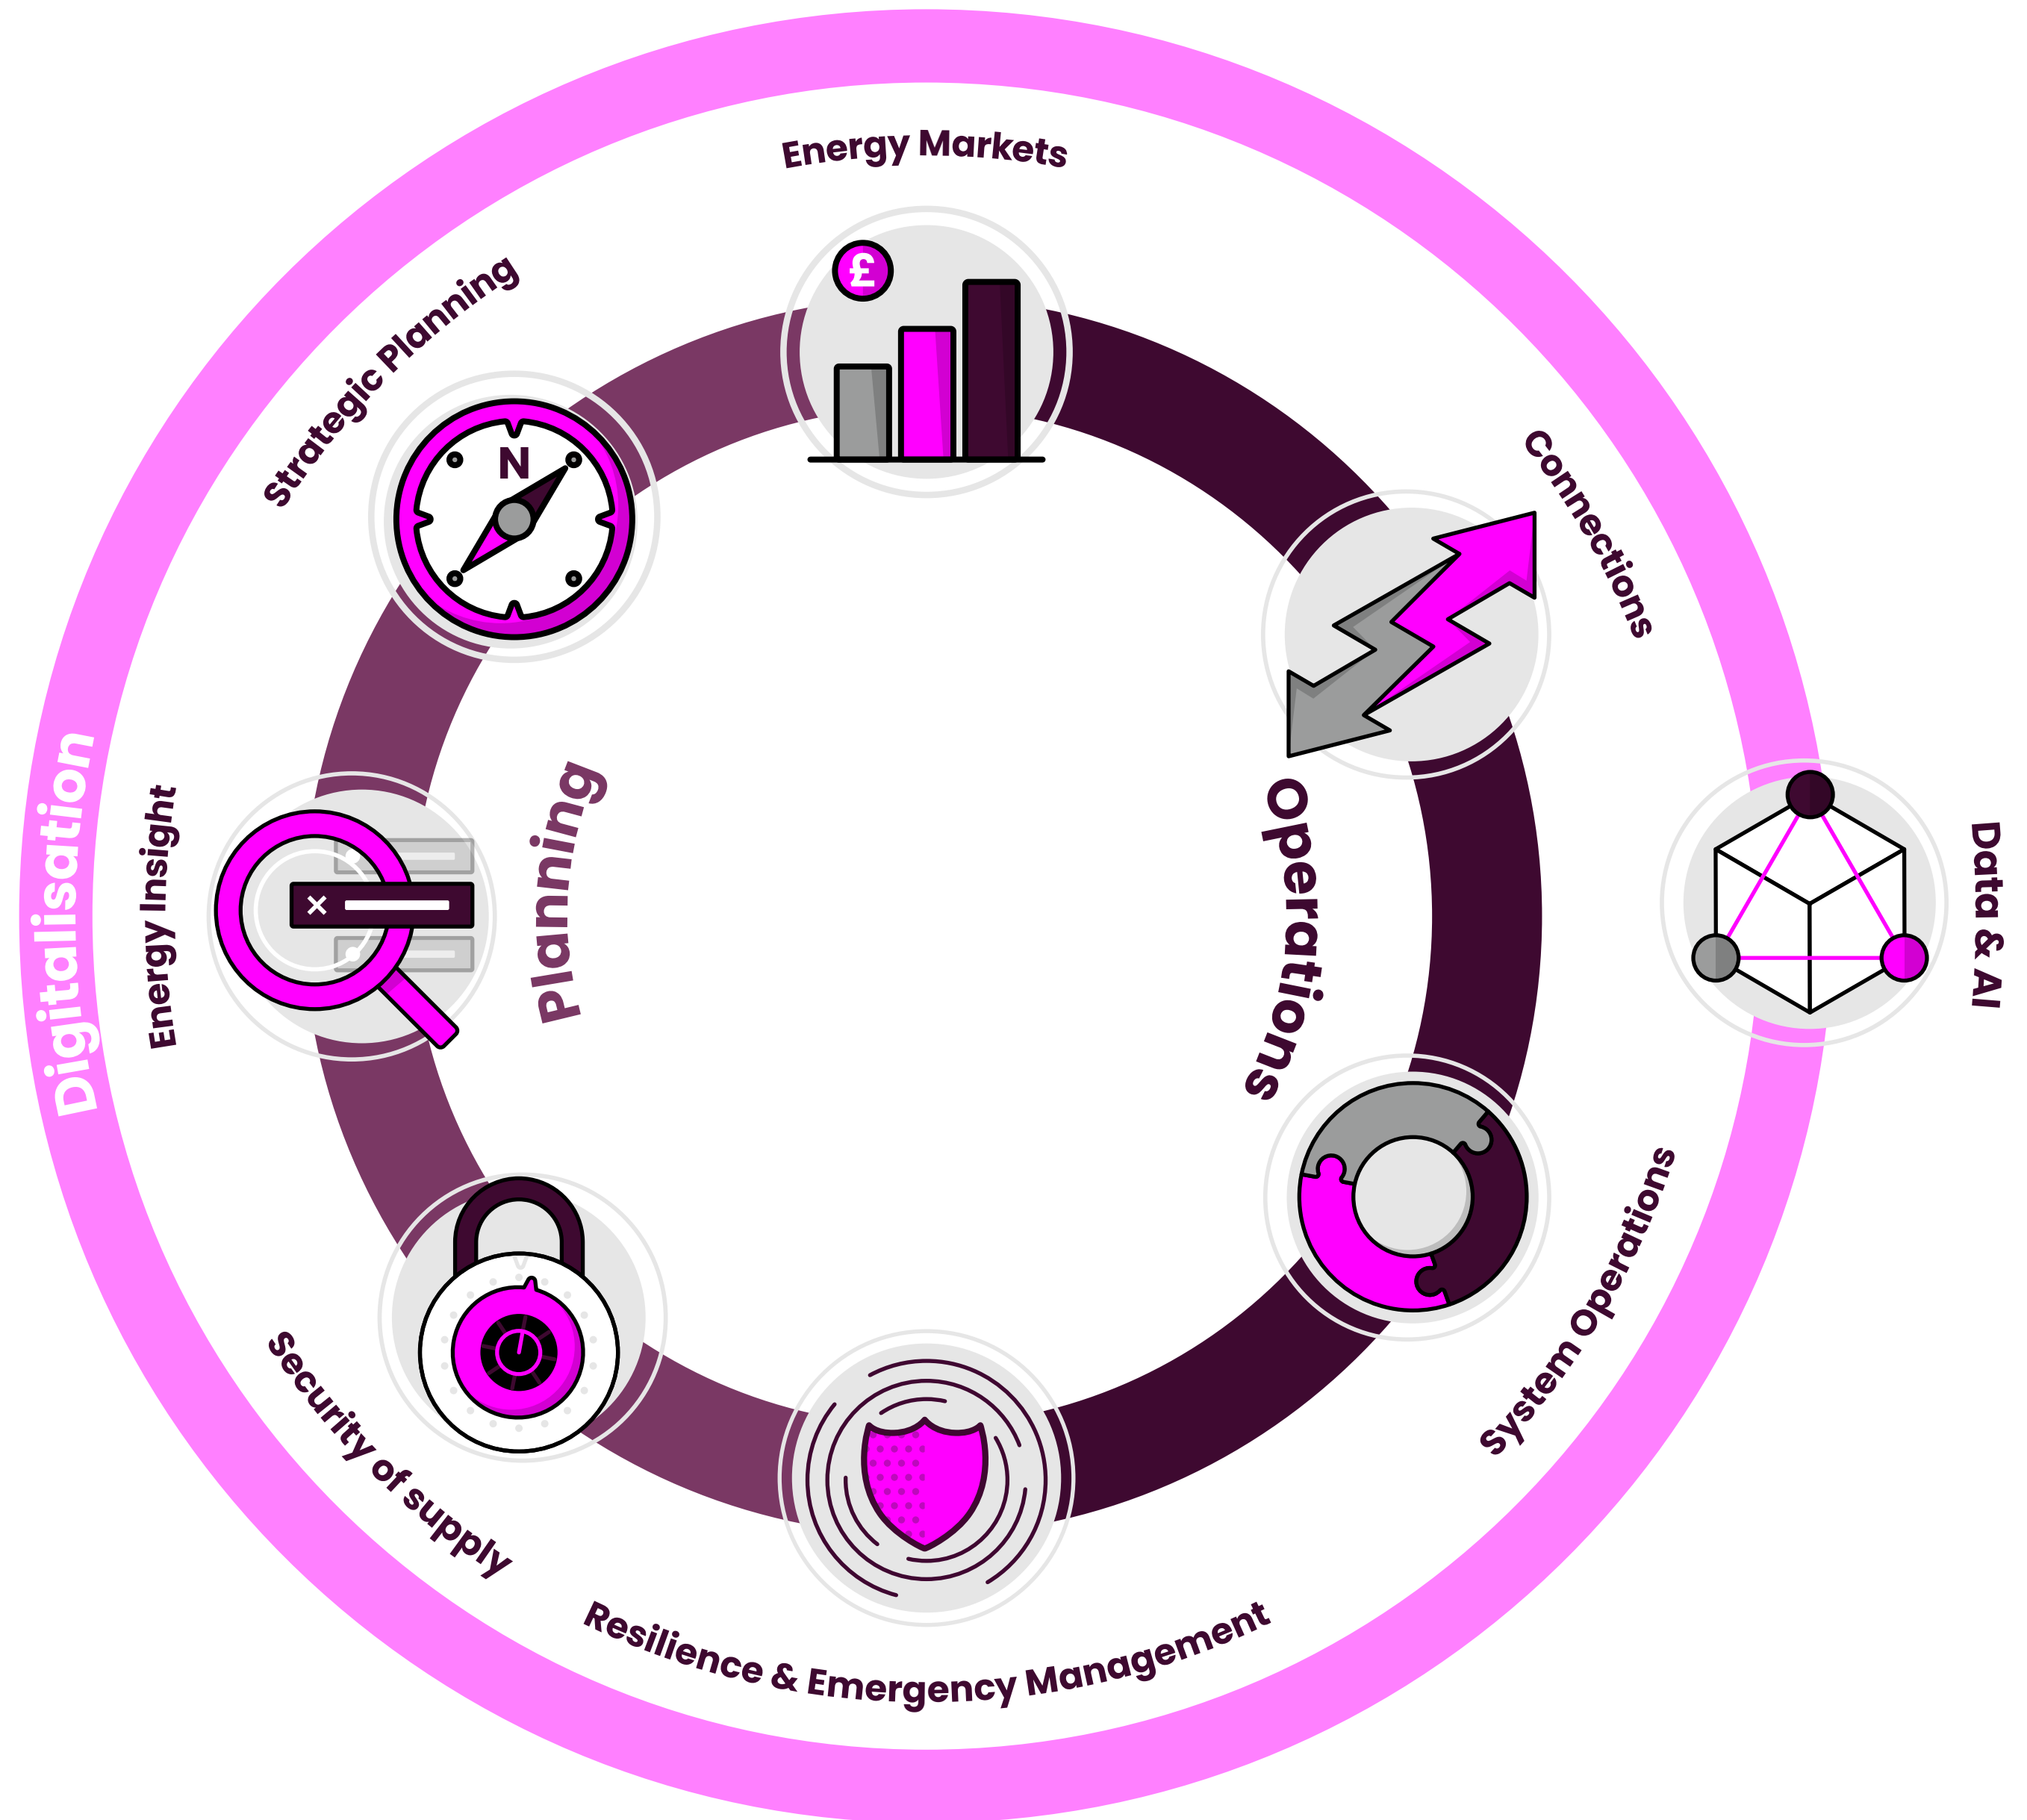 Energy Markets
£
Strategic Planning
N
Connections
Digitalisation
Energy Insight
Planning
Operations
Data & AI
System Operations
Security of supply
Resilience & Emergency Management